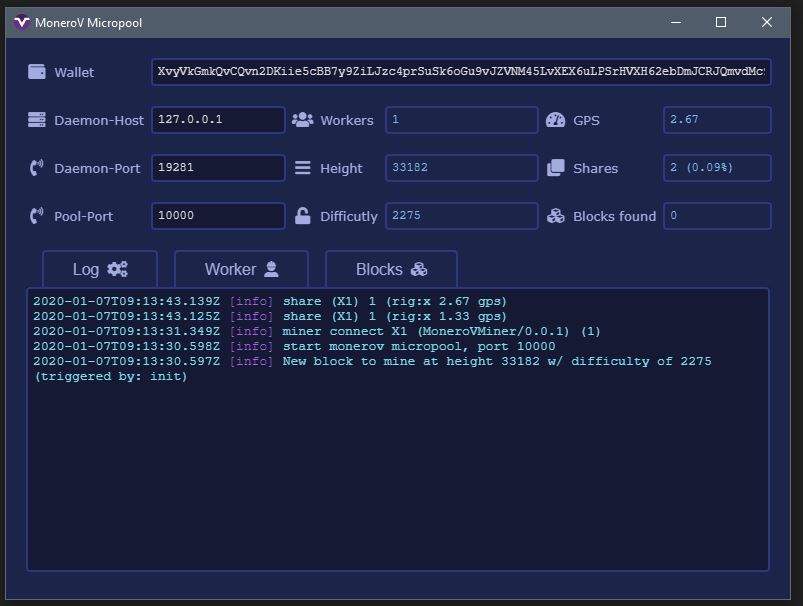 MoneroV Micropool
Wallet XvyVkGmkQvCQvn2DKiie5cBB7y9ZiLJzc4prSuSk6oGu9vJZVNM45LvXEX6uLPSrHVXH62ebDmJCRJQmvdMc
Daemon-Host 127.0.0.1 Workers 1 GPS 2.67
Daemon-Port 19281 Height 33182 Shares 2 (0.09%)
Pool-Port 10000 Difficutly 2275 Blocks found 0
Log Worker Blocks
2020-01-07T09:13:43.139Z [info] share (X1) 1 (rig:x 2.67 gps)
2020-01-07T09:13:43.125Z [info] share (X1) 1 (rig:x 1.33 gps)
2020-01-07T09:13:31.349Z [info] miner connect X1 (MoneroVMiner/0.0.1) (1)
2020-01-07T09:13:30.598Z [info] start monerov micropool, port 10000
2020-01-07T09:13:30.597Z [info] New block to mine at height 33182 w/ difficulty of 2275
(triggered by: init)